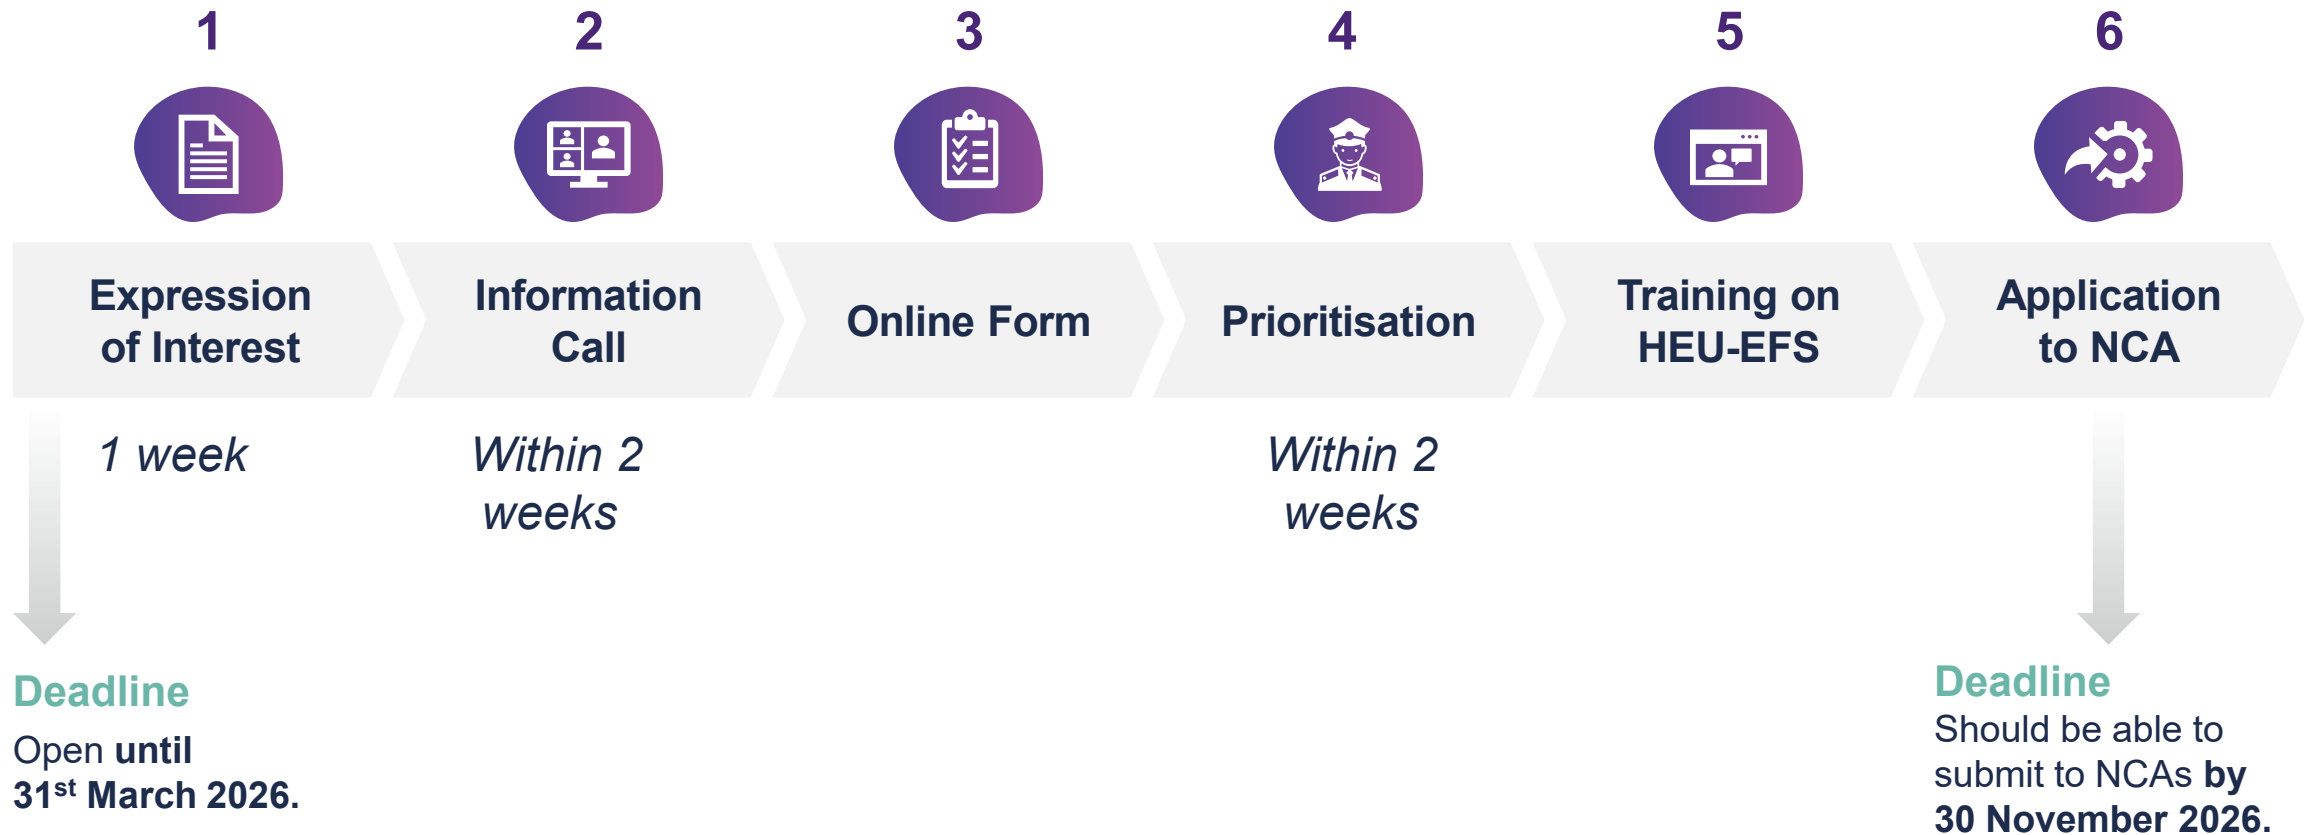 1
2
3
4
5
6
Expression
of Interest
Information
Call
Online Form
Prioritisation
Training on
HEU-EFS
Application
to NCA
1 week
Within 2
weeks
Within 2
weeks
Deadline
Open until
31st March 2026.
Deadline
Should be able to
submit to NCAs by
30 November 2026.